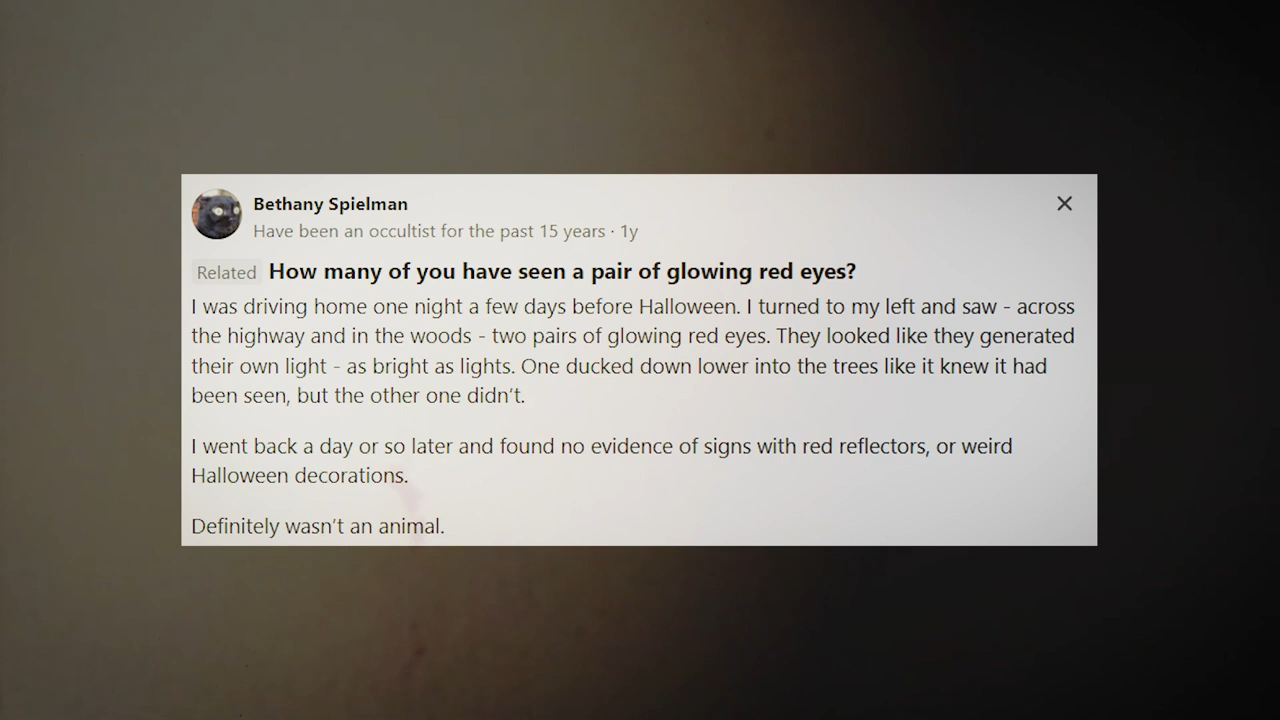 Bethany Spielman
Have been an occultist for the past 15 years · 1y
Related How many of you have seen a pair of glowing red eyes?
I was driving home one night a few days before Halloween. I turned to my left and saw - across
the highway and in the woods - two pairs of glowing red eyes. They looked like they generated
their own light - as bright as lights. One ducked down lower into the trees like it knew it had
been seen, but the other one didn't.
I went back a day or so later and found no evidence of signs with red reflectors, or weird
Halloween decorations.
Definitely wasn't an animal.